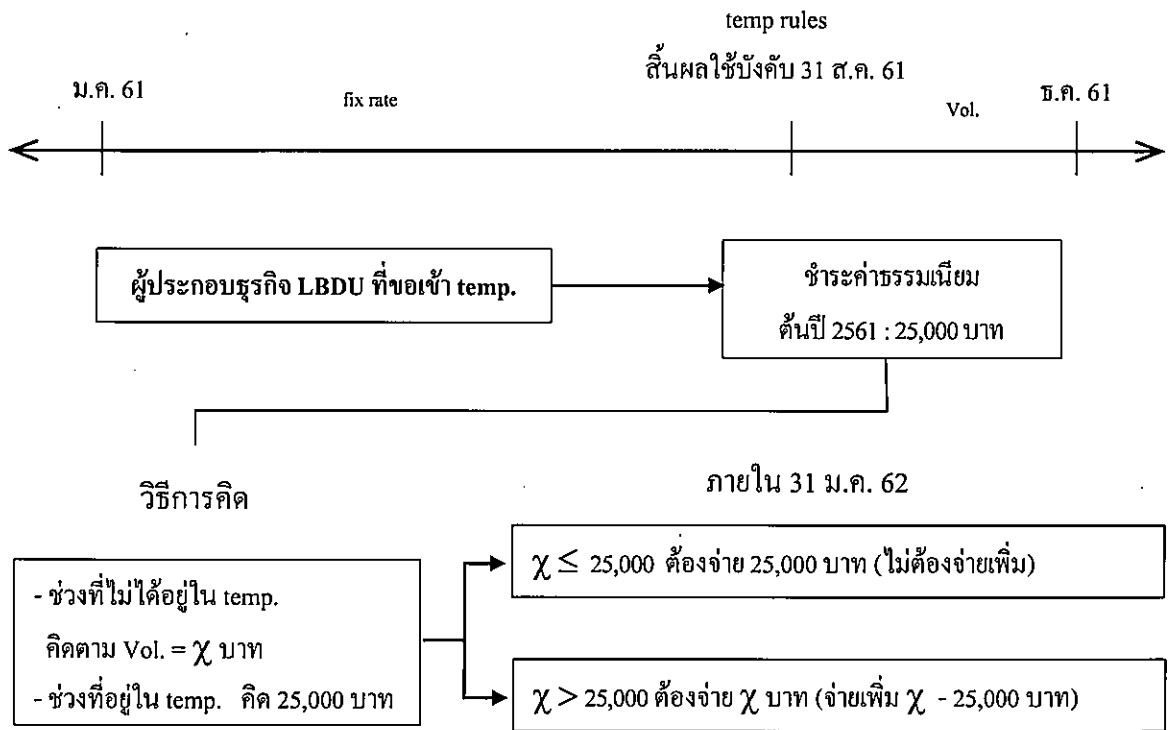 temp rules
สิ้นผลใช้บังคับ 31 ส.ค. 61
ม.ค. 61
fix rate
Vol.
ธ.ค. 61
ผู้ประกอบธุรกิจ LBDU ที่ขอเข้า temp.
ชำระค่าธรรมเนียม
ต้นปี 2561 : 25,000 บาท
วิธีการคิด
ภายใน 31 ม.ค. 62
- ช่วงที่ไม่ได้อยู่ใน temp.
คิดตาม Vol. = χ บาท
- ช่วงที่อยู่ใน temp. คิด 25,000 บาท
χ ≤ 25,000 ต้องจ่าย 25,000 บาท (ไม่ต้องจ่ายเพิ่ม)
χ > 25,000 ต้องจ่าย χ บาท (จ่ายเพิ่ม χ - 25,000 บาท)